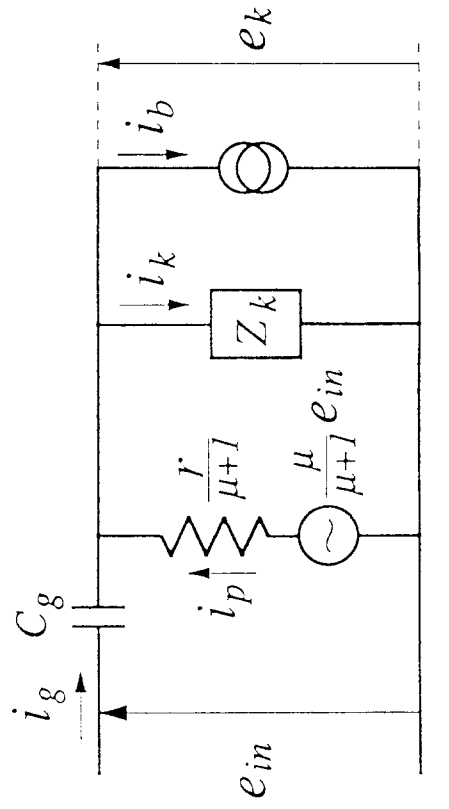 i_g
C_g
e_in
i_p
r/μ+1
μ/μ+1 e_in
~
i_k
Z_k
i_b
e_k